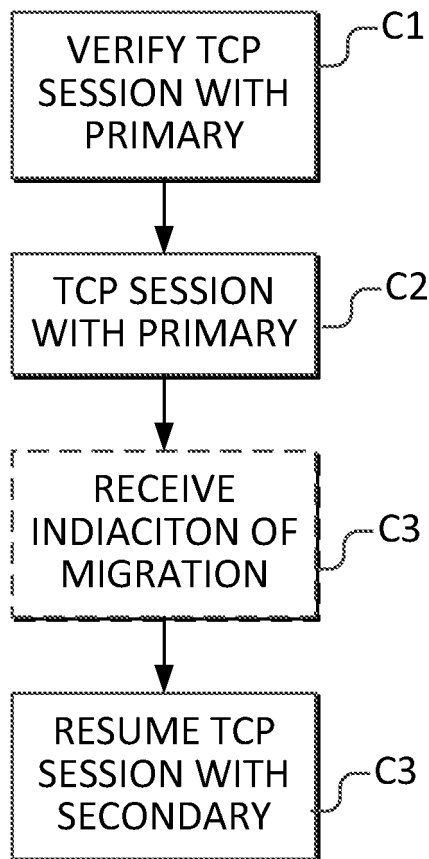 VERIFY TCP
SESSION WITH
PRIMARY
C1
TCP SESSION
WITH PRIMARY
C2
RECEIVE
INDIACITON OF
MIGRATION
C3
RESUME TCP
SESSION WITH
SECONDARY
C3